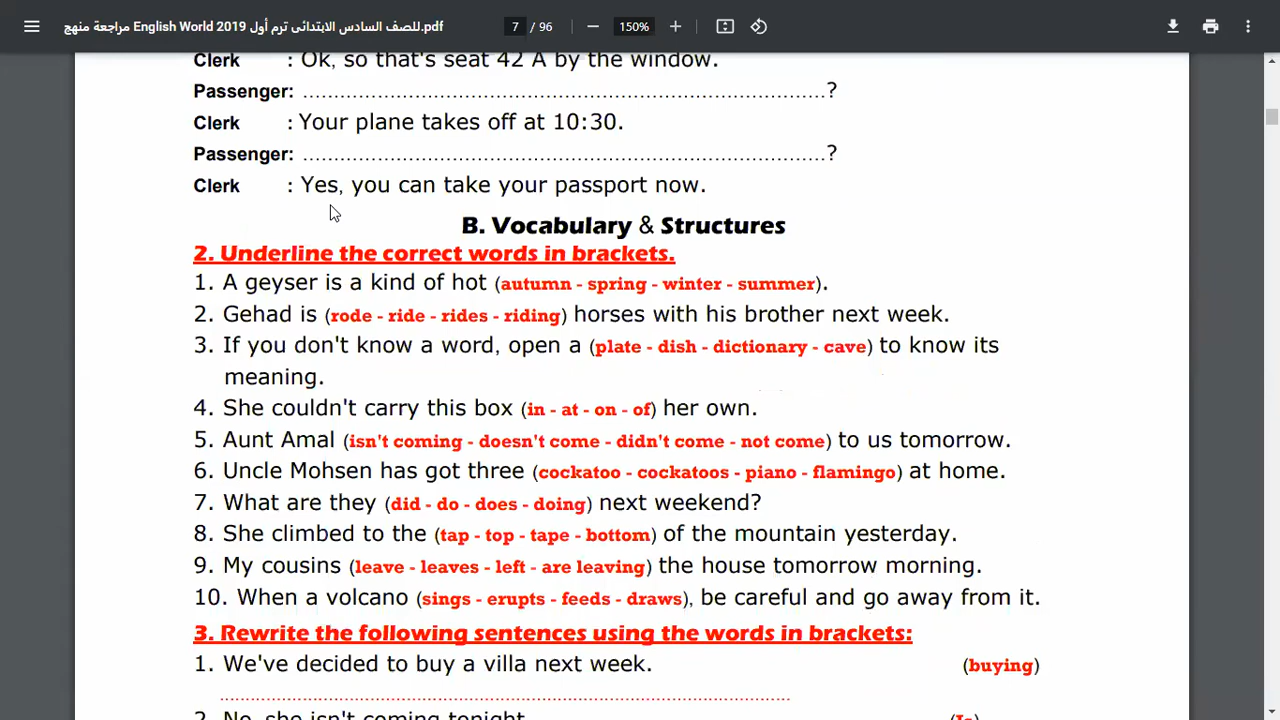 مراجعة منهج English World 2019 للصف السادس الابتدائى ترم أول.pdf
7 / 96
150%
Clerk : Ok, so that's seat 42 A by the window.
Passenger: ....................................................................................?
Clerk : Your plane takes off at 10:30.
Passenger: ....................................................................................?
Clerk : Yes, you can take your passport now.
B. Vocabulary & Structures
2. Underline the correct words in brackets.
1. A geyser is a kind of hot (autumn - spring - winter - summer).
2. Gehad is (rode - ride - rides - riding) horses with his brother next week.
3. If you don't know a word, open a (plate - dish - dictionary - cave) to know its
meaning.
4. She couldn't carry this box (in - at - on - of) her own.
5. Aunt Amal (isn't coming - doesn't come - didn't come - not come) to us tomorrow.
6. Uncle Mohsen has got three (cockatoo - cockatoos - piano - flamingo) at home.
7. What are they (did - do - does - doing) next weekend?
8. She climbed to the (tap - top - tape - bottom) of the mountain yesterday.
9. My cousins (leave - leaves - left - are leaving) the house tomorrow morning.
10. When a volcano (sings - erupts - feeds - draws), be careful and go away from it.
3. Rewrite the following sentences using the words in brackets:
1. We've decided to buy a villa next week. (buying)
....................................................................................
2. No, she isn't coming tonight. (Is)